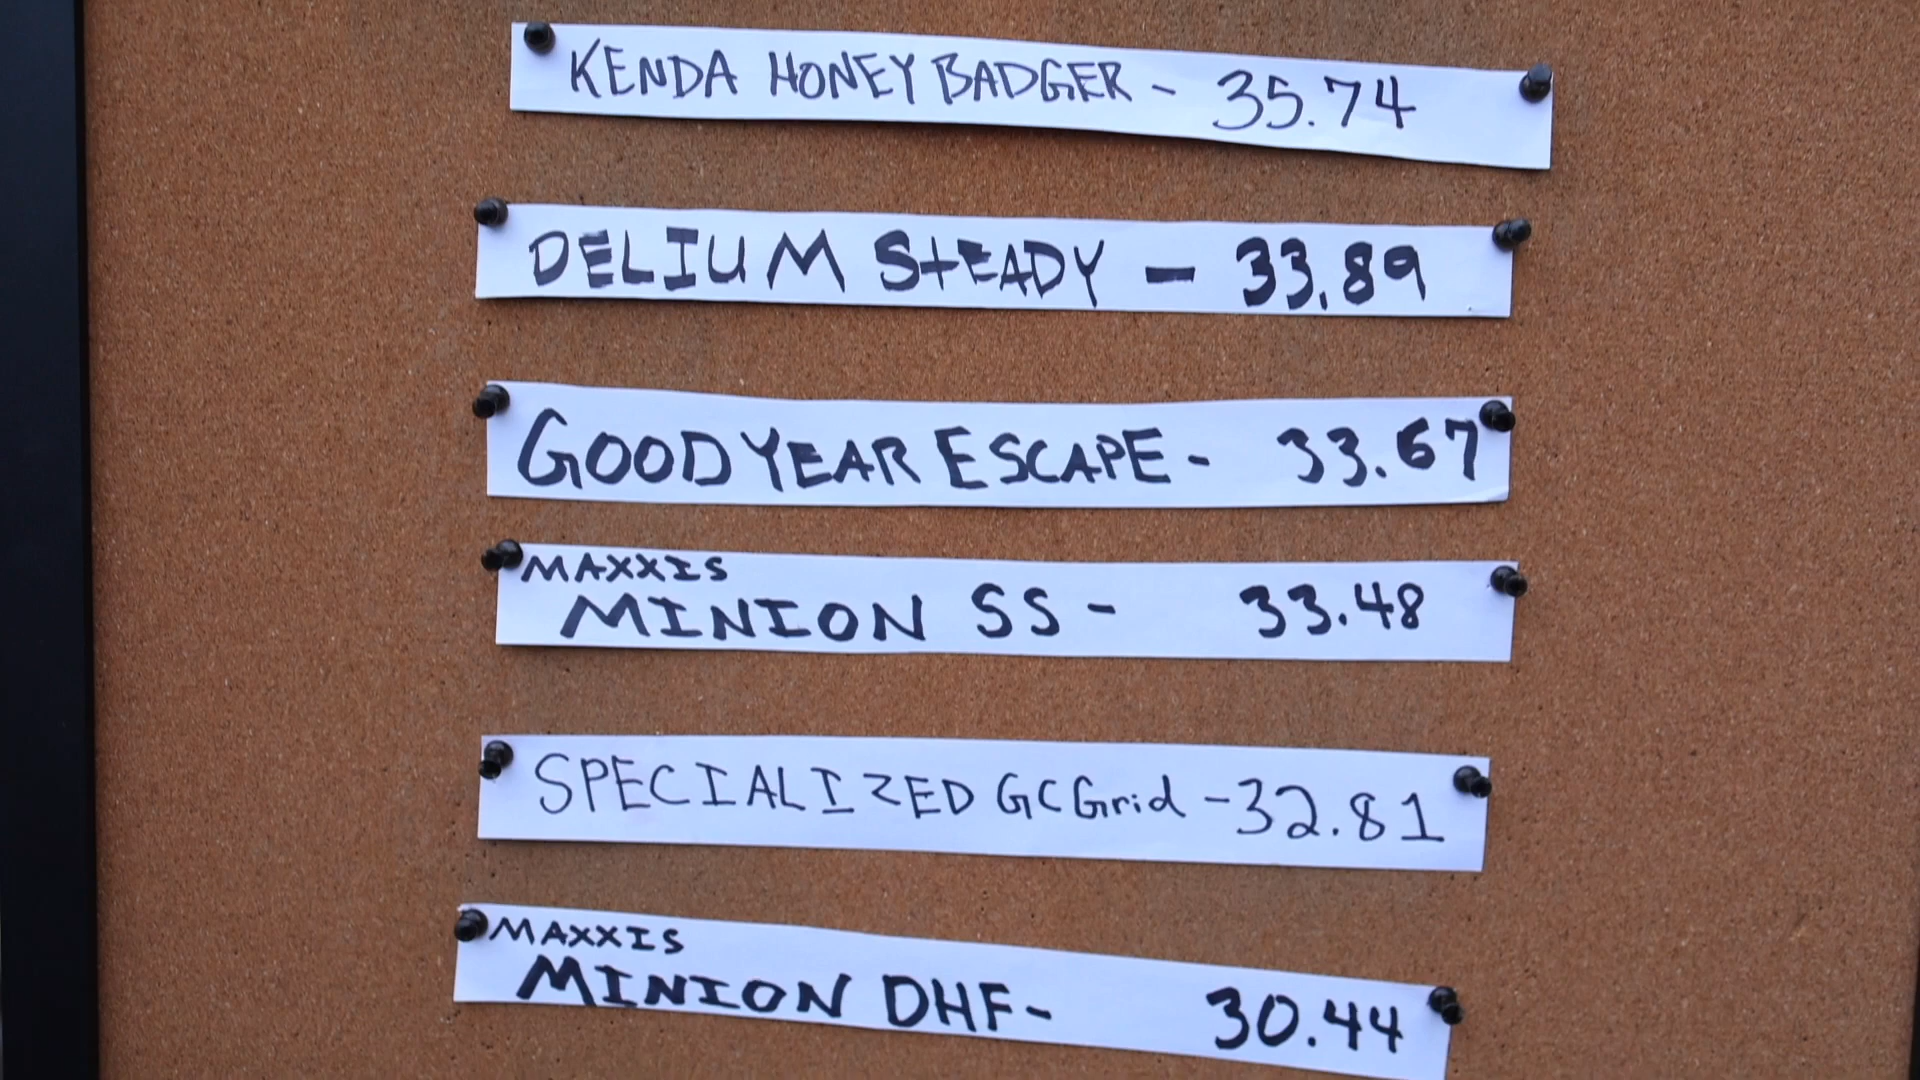 KENDA HONEY BADGER - 35.74
DELIUM STEADY - 33.89
GOODYEAR ESCAPE - 33.67
MAXXIS
MINION SS - 33.48
SPECIALIZED GC Grid - 32.81
MAXXIS
MINION DHF - 30.44